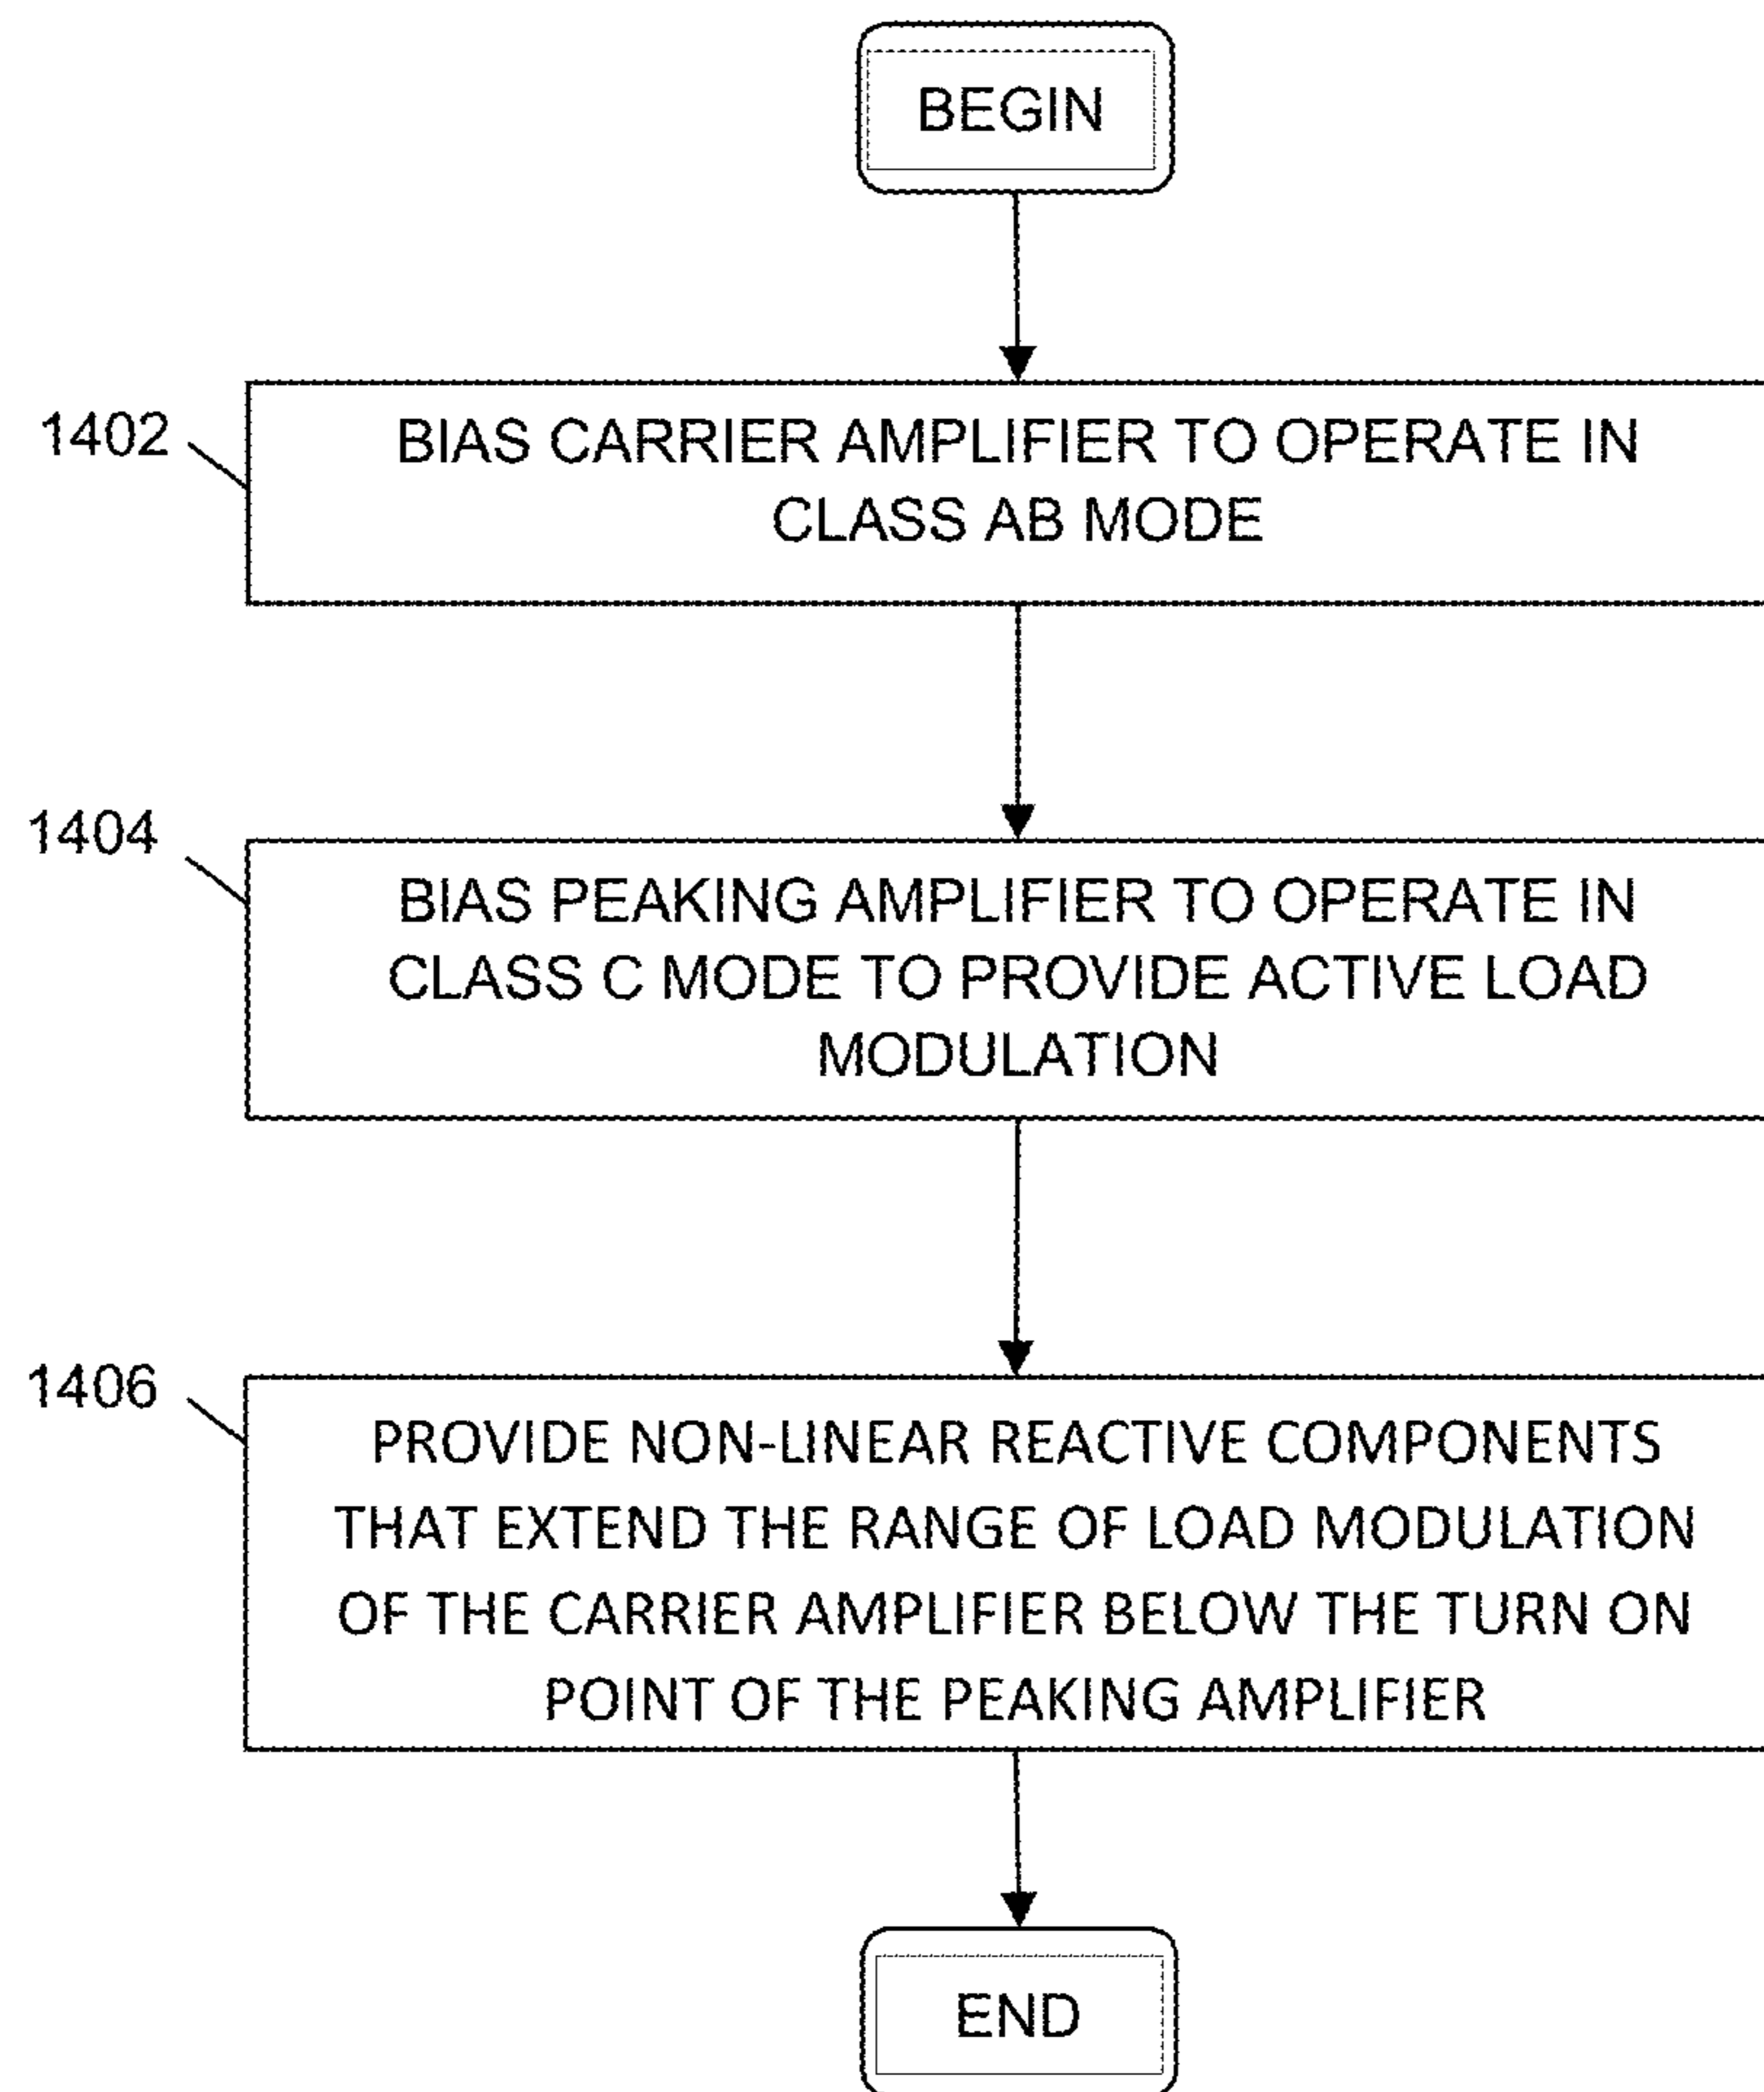 BEGIN
1402
BIAS CARRIER AMPLIFIER TO OPERATE IN
CLASS AB MODE
1404
BIAS PEAKING AMPLIFIER TO OPERATE IN
CLASS C MODE TO PROVIDE ACTIVE LOAD
MODULATION
1406
PROVIDE NON-LINEAR REACTIVE COMPONENTS
THAT EXTEND THE RANGE OF LOAD MODULATION
OF THE CARRIER AMPLIFIER BELOW THE TURN ON
POINT OF THE PEAKING AMPLIFIER
END